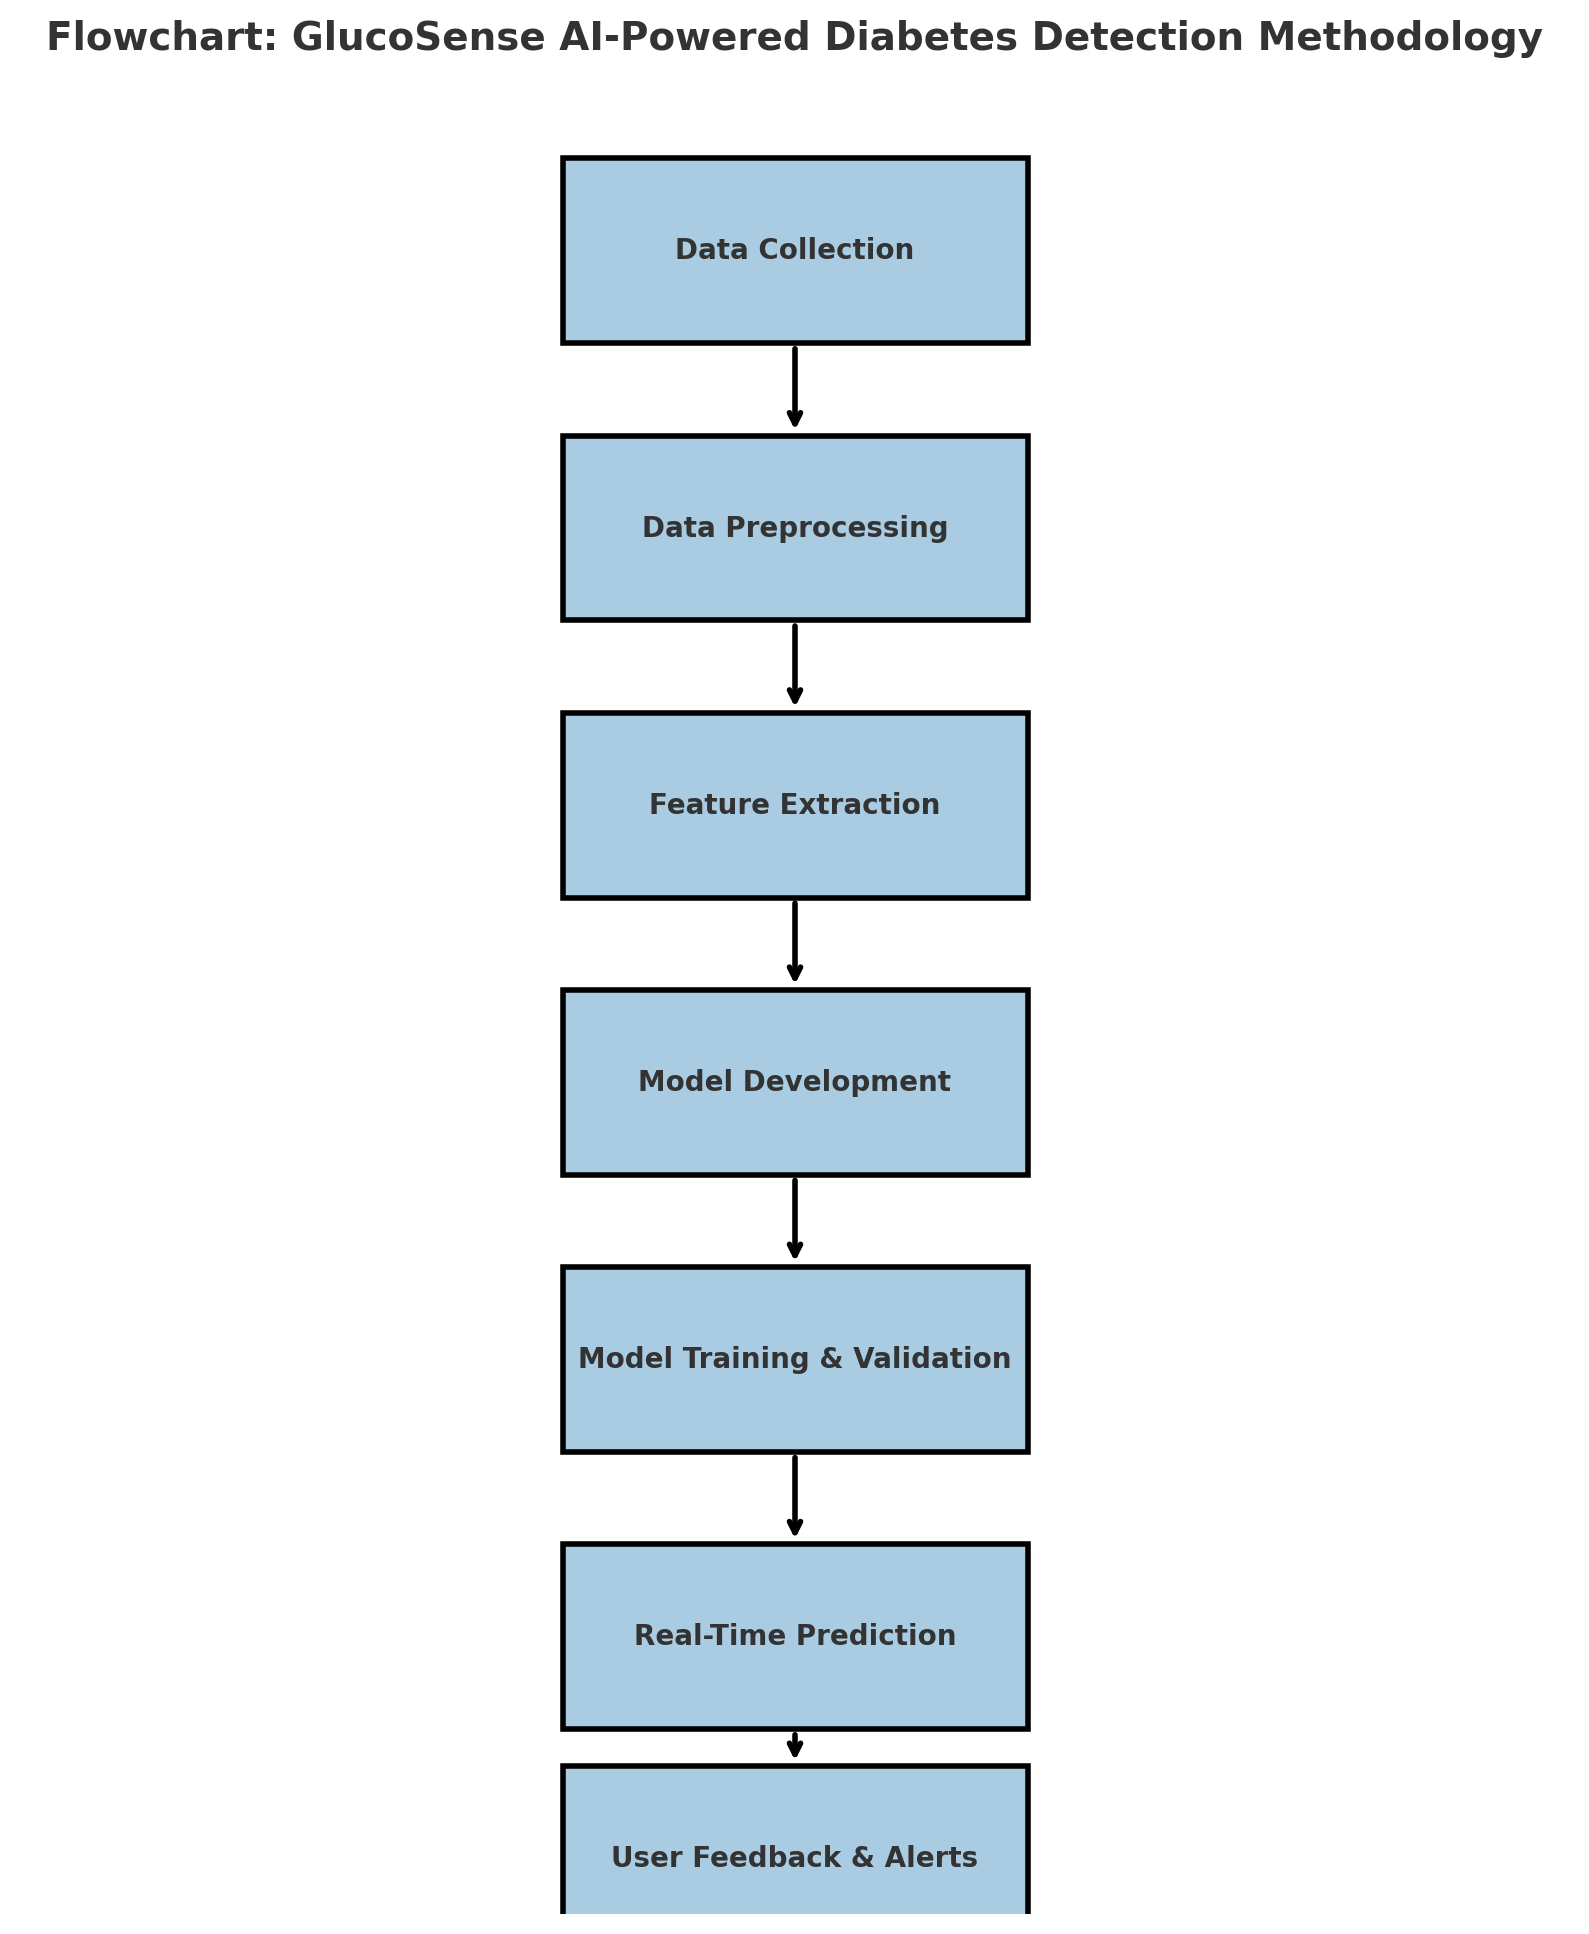 Flowchart: GlucoSense AI-Powered Diabetes Detection Methodology
Data Collection
Data Preprocessing
Feature Extraction
Model Development
Model Training & Validation
Real-Time Prediction
User Feedback & Alerts